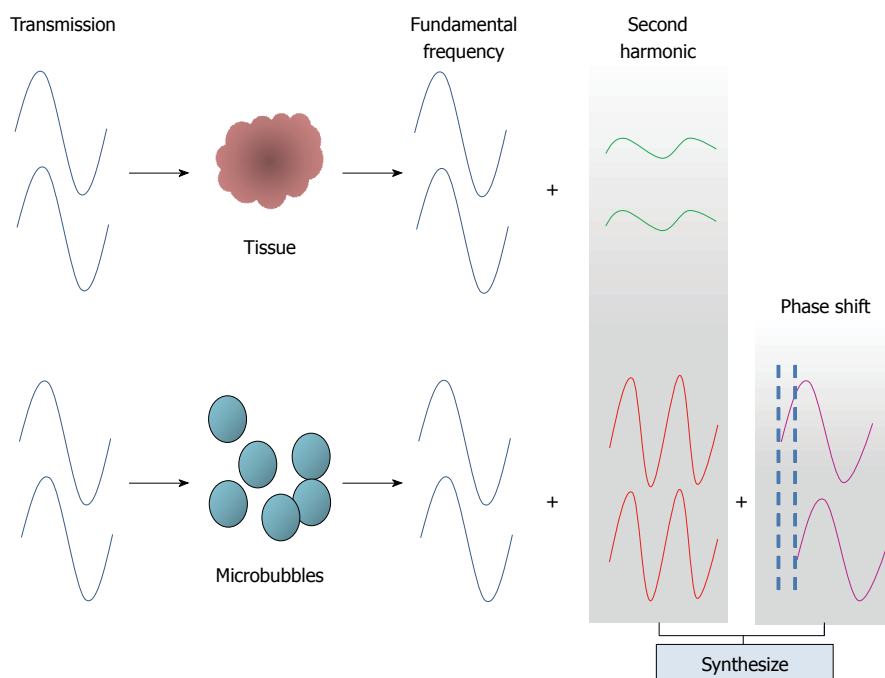 Transmission
Fundamental
frequency
Second
harmonic
+
Tissue
Phase shift
+
+
Microbubbles
Synthesize